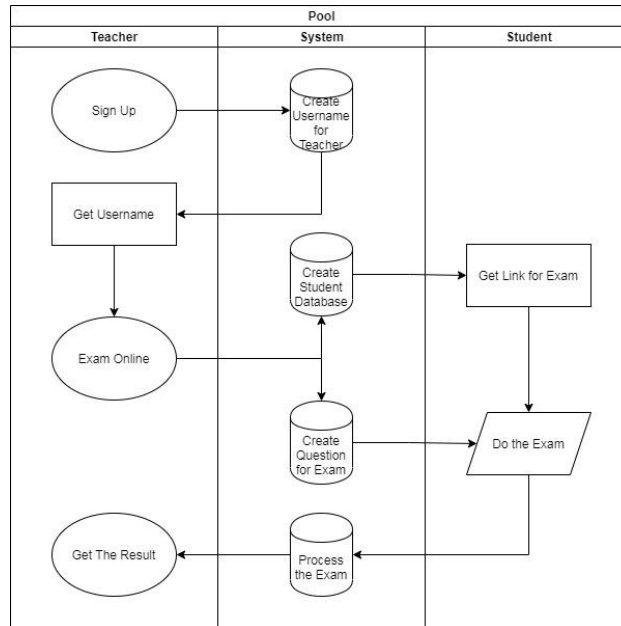 Pool
Teacher
System
Student
Sign Up
Create
Username
for
Teacher
Get Username
Create
Student
Database
Get Link for Exam
Exam Online
Create
Question
for Exam
Do the Exam
Get The Result
Process
the Exam